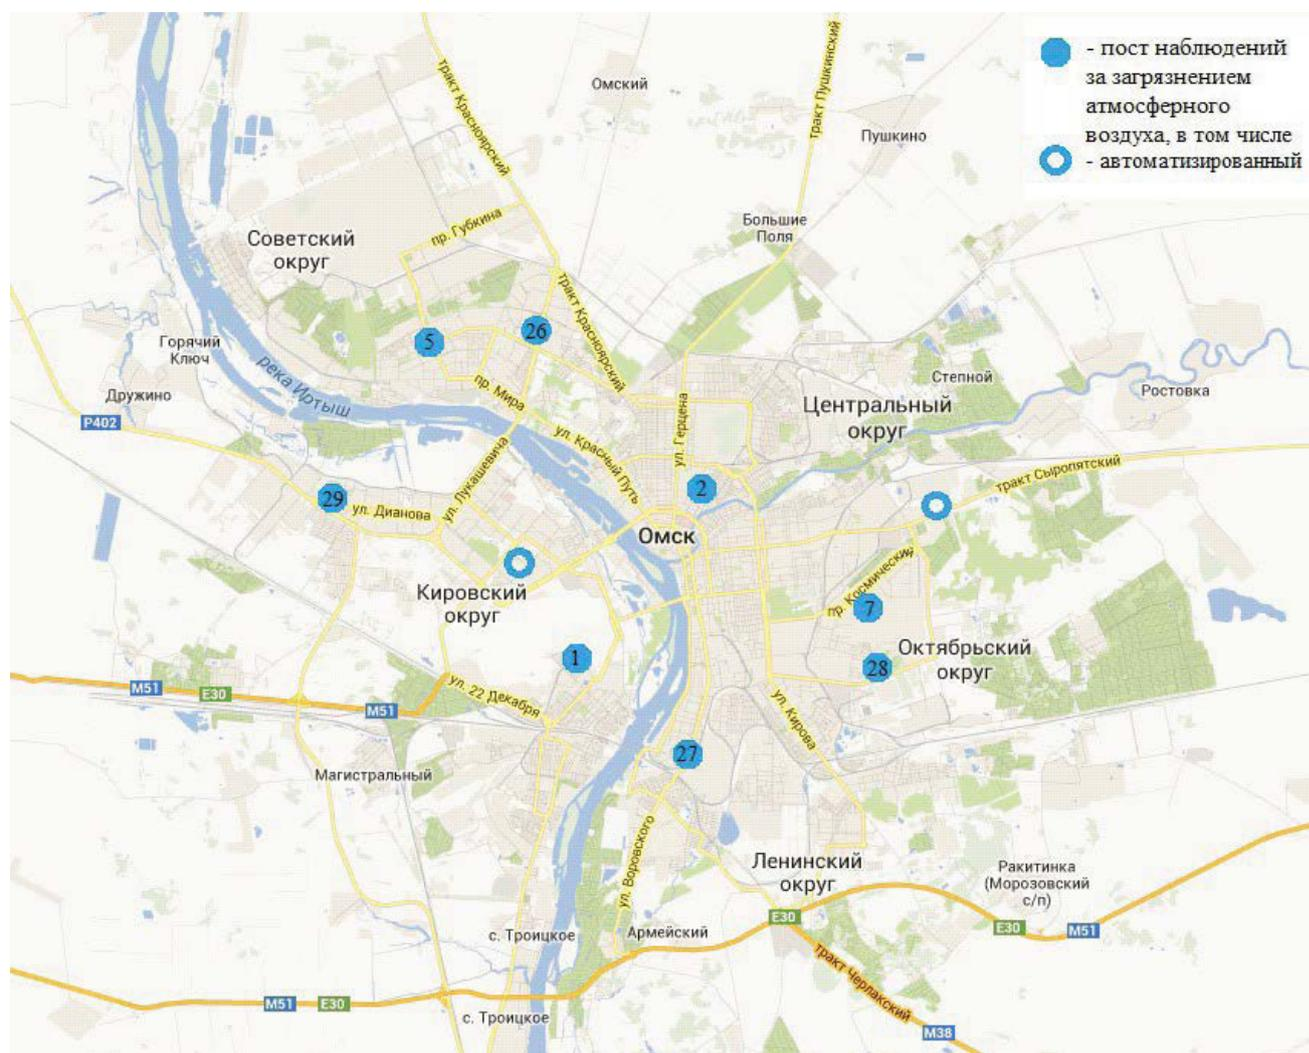 - пост наблюдений
за загрязнением
атмосферного
воздуха, в том числе
- автоматизированный
тракт Красноярский
Омский
тракт Пушкинский
Пушкино
пр. Губкина
Большие
Поля
Советский
округ
тракт Красноярский
26
5
Горячий
Ключ
река Иртыш
Дружино
P402
пр. Мира
ул. Красный Путь
ул. Герцена
Степной
Ростовка
Центральный
округ
ул. Лукашевича
тракт Сыропятский
29
ул. Дианова
2
Омск
Кировский
округ
пр. Космический
7
1
Октябрьский
округ
28
M51
E30
M51
ул. 22 Декабря
ул. Кирова
27
Магистральный
ул. Воровского
Ленинский
округ
Ракитинка
(Морозовский
с/п)
E30
E30
M51
с. Троицкое
Армейский
тракт Черлакский
M51
E30
с. Троицкое
M38